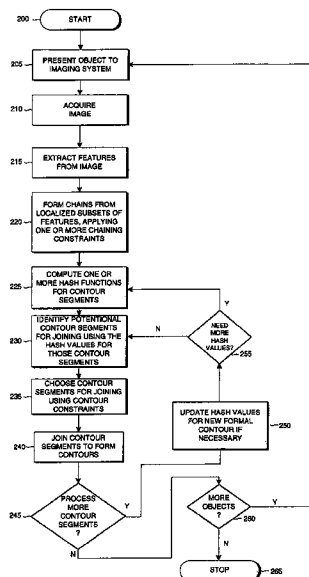 200
START
205
PRESENT OBJECT TO
IMAGING SYSTEM
210
ACQUIRE
IMAGE
215
EXTRACT FEATURES
FROM IMAGE
220
FORM CHAINS FROM
LOCALIZED SUBSETS OF
FEATURES, APPLYING
ONE OR MORE CHAINING
CONSTRAINTS
225
COMPUTE ONE OR
MORE HASH FUNCTIONS
FOR CONTOUR
SEGMENTS
Y
N
NEED
MORE
HASH
VALUES?
255
230
IDENTIFY POTENTIONAL
CONTOUR SEGMENTS
FOR JOINING USING THE
HASH VALUES FOR
THOSE CONTOUR
SEGMENTS
235
CHOOSE CONTOUR
SEGMENTS FOR JOINING
USING CONTOUR
CONSTRAINTS
UPDATE HASH VALUES
FOR NEW FORMAL
CONTOUR IF
NECESSARY
250
240
JOIN CONTOUR
SEGMENTS TO FORM
CONTOURS
245
PROCESS
MORE
CONTOUR
SEGMENTS
?
Y
N
MORE
OBJECTS
?
Y
260
N
STOP
265